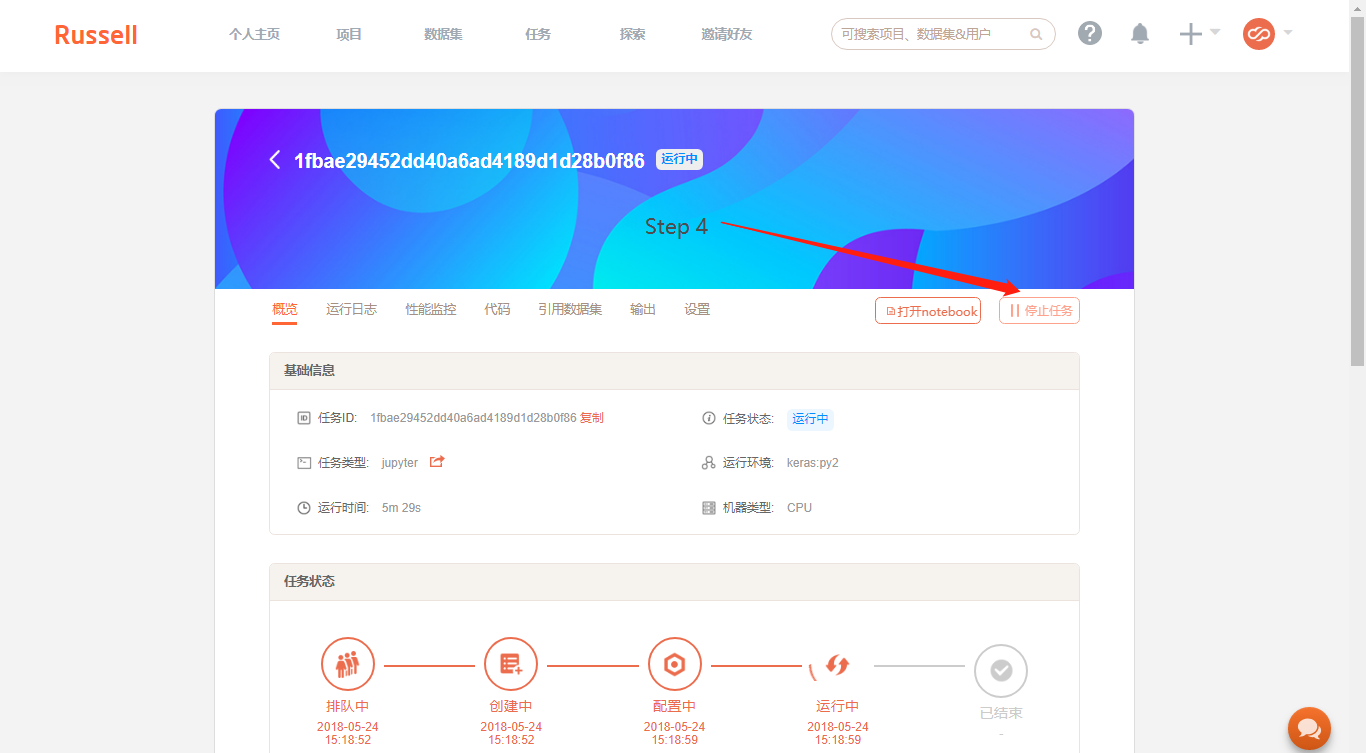 Russell 个人主页 项目 数据集 任务 探索 邀请好友 可搜索项目、数据集&用户
1fbae29452dd40a6ad4189d1d28b0f86 运行中
Step 4
概览 运行日志 性能监控 代码 引用数据集 输出 设置 打开notebook 停止任务
基础信息
任务ID: 1fbae29452dd40a6ad4189d1d28b0f86 复制 任务状态: 运行中
任务类型: jupyter 运行环境: keras:py2
运行时间: 5m 29s 机器类型: CPU
任务状态
排队中 创建中 配置中 运行中 已结束
2018-05-24 2018-05-24 2018-05-24 2018-05-24 -
15:18:52 15:18:52 15:18:59 15:18:59